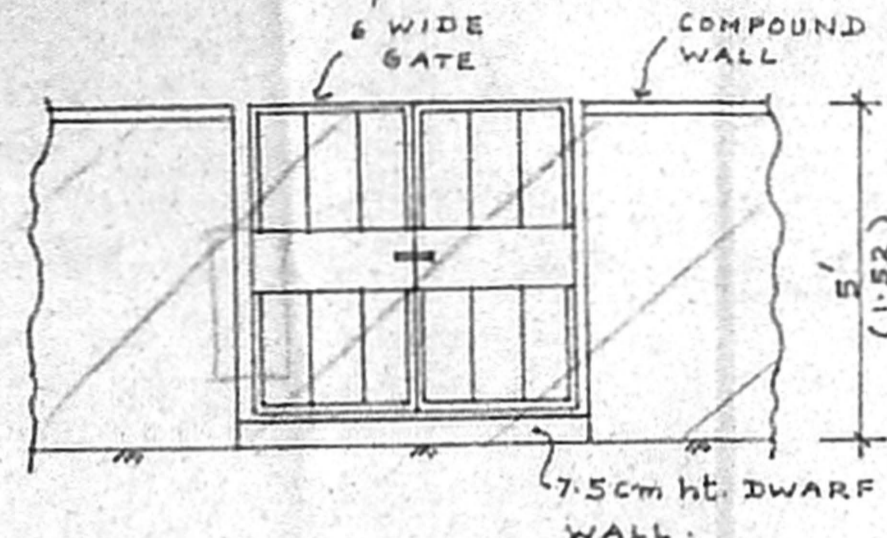 6' WIDE
GATE
COMPOUND
WALL
5'
(1.52)
7.5cm ht. DWARF
WALL.